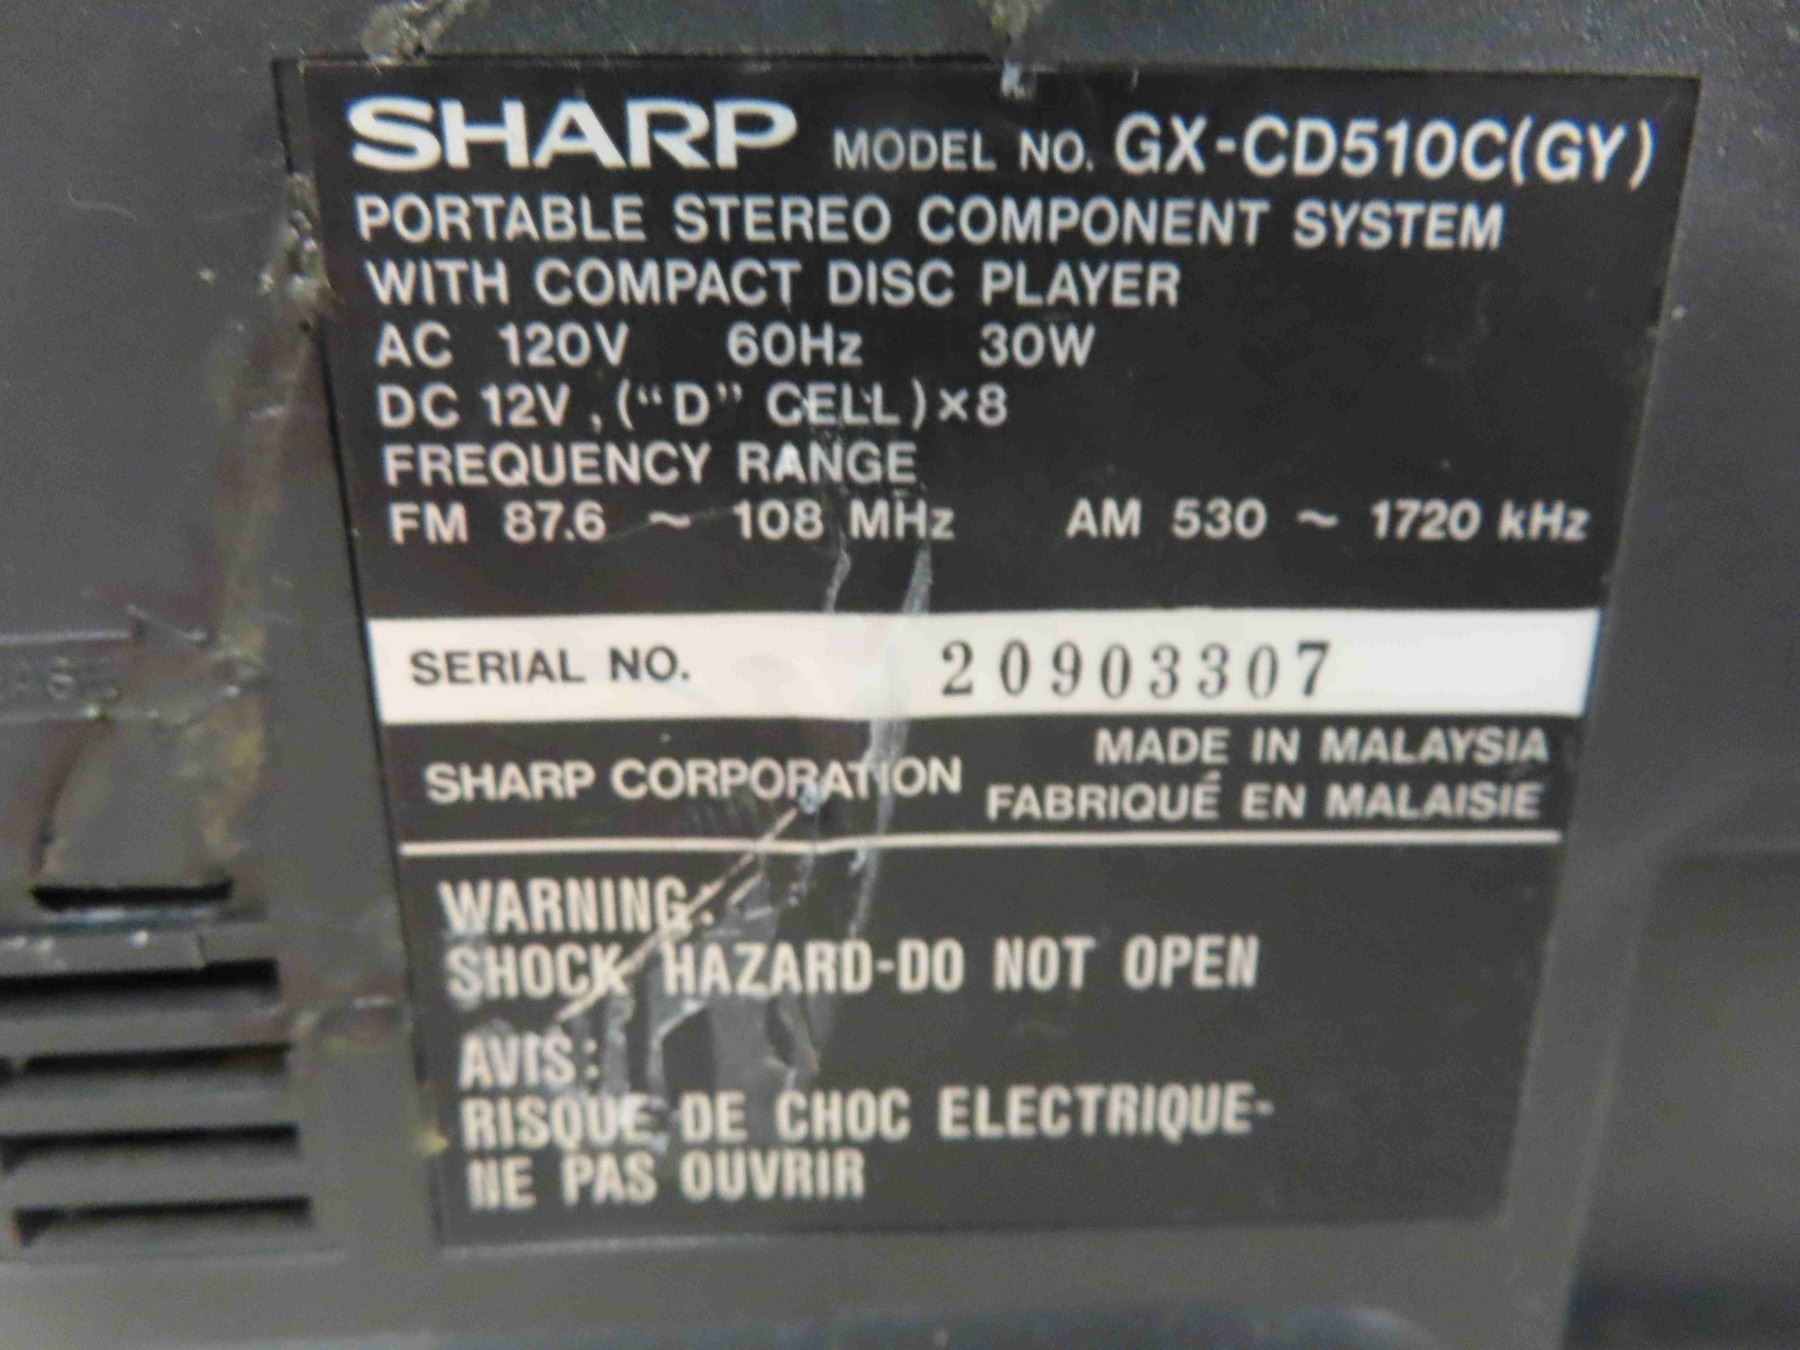 SHARP MODEL NO. GX-CD510C(GY)
PORTABLE STEREO COMPONENT SYSTEM
WITH COMPACT DISC PLAYER
AC 120V 60Hz 30W
DC 12V, ("D" CELL)×8
FREQUENCY RANGE
FM 87.6 ~ 108 MHz AM 530 ~ 1720 kHz
SERIAL NO. 20903307
SHARP CORPORATION
MADE IN MALAYSIA
FABRIQUÉ EN MALAISIE
WARNING:
SHOCK HAZARD-DO NOT OPEN
AVIS:
RISQUE DE CHOC ELECTRIQUE-
NE PAS OUVRIR